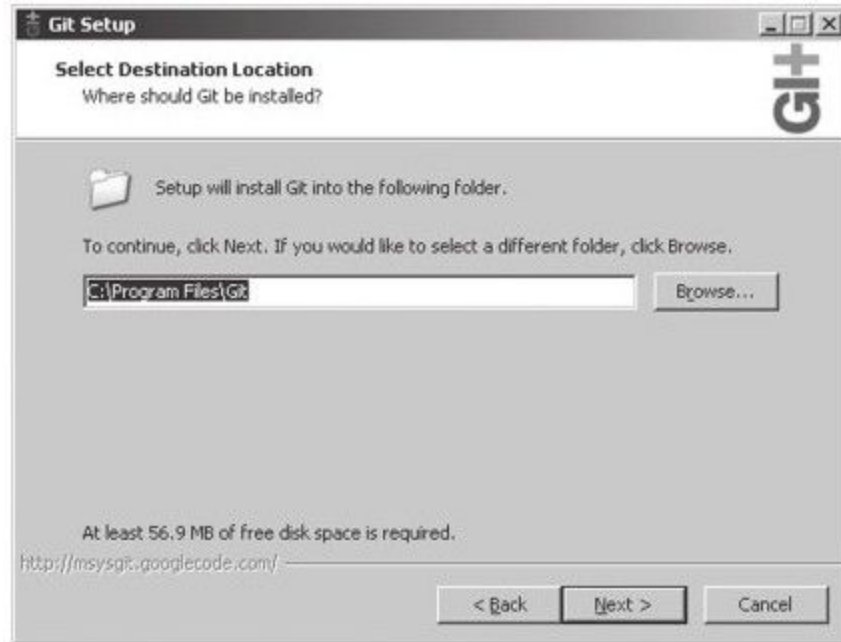 Git Setup
Select Destination Location
Where should Git be installed?
GIT
Setup will install Git into the following folder.
To continue, click Next. If you would like to select a different folder, click Browse.
C:\Program Files\Git
Browse...
At least 56.9 MB of free disk space is required.
http://msysgit.googlecode.com/
< Back
Next >
Cancel